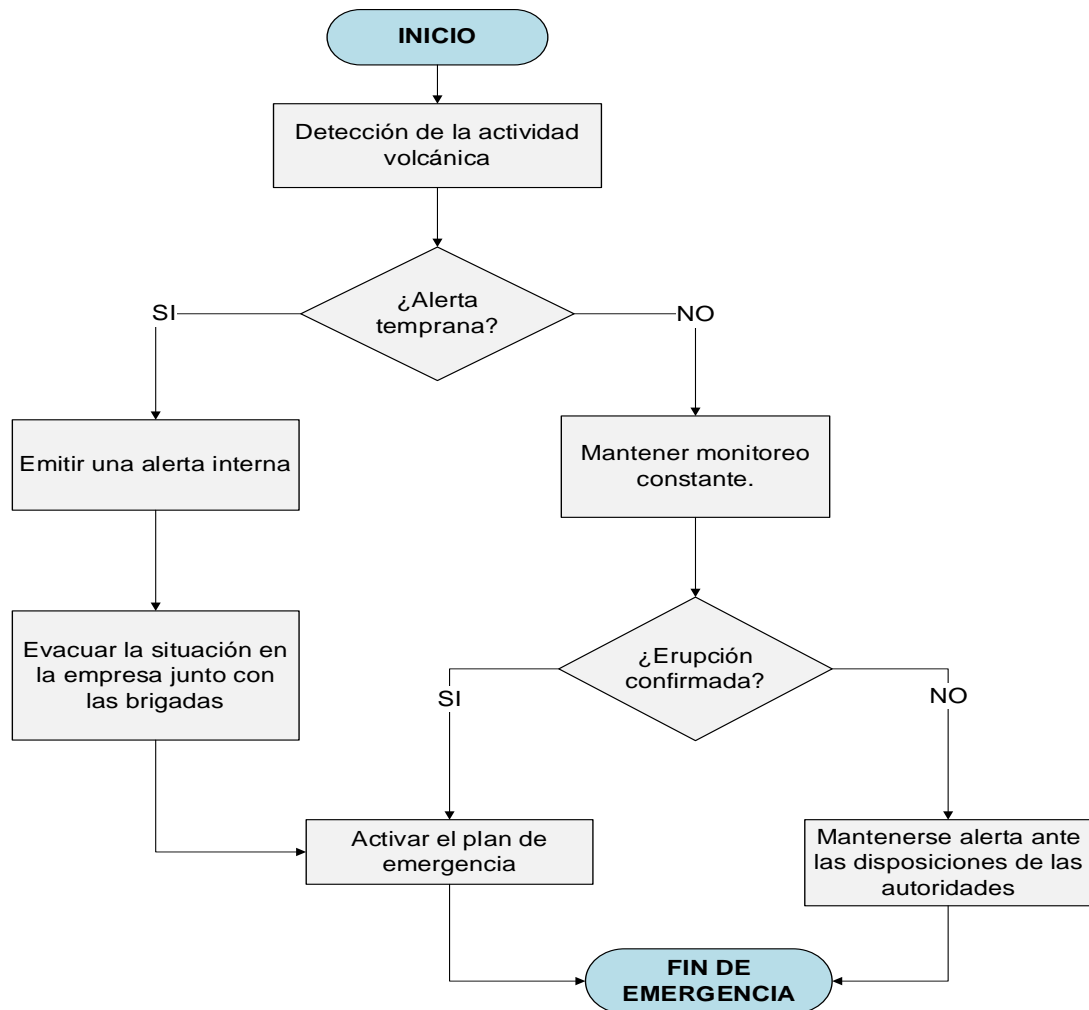 INICIO
Detección de la actividad
volcánica
¿Alerta
temprana?
SI
NO
Emitir una alerta interna
Mantener monitoreo
constante.
Evacuar la situación en
la empresa junto con
las brigadas
¿Erupción
confirmada?
SI
NO
Activar el plan de
emergencia
Mantenerse alerta ante
las disposiciones de las
autoridades
FIN DE
EMERGENCIA